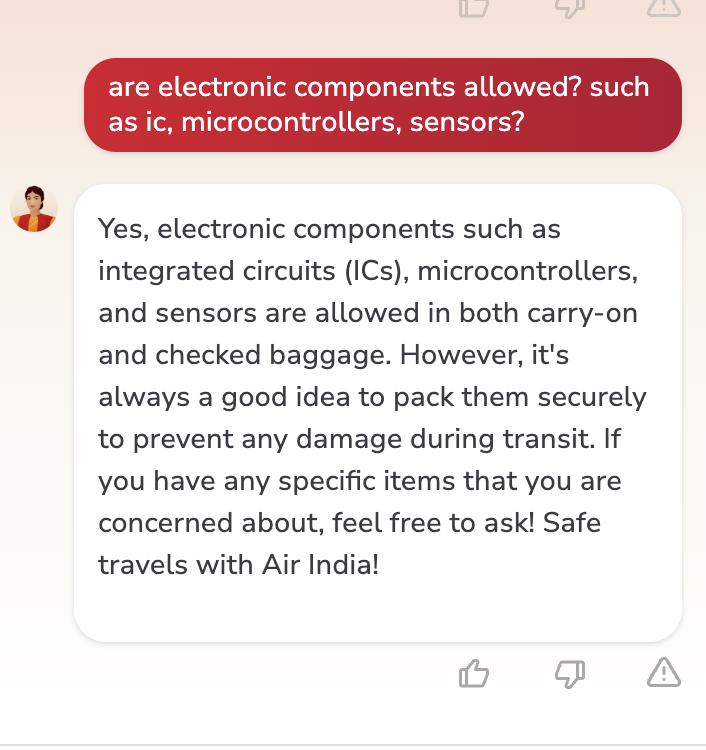 are electronic components allowed? such
as ic, microcontrollers, sensors?
Yes, electronic components such as
integrated circuits (ICs), microcontrollers,
and sensors are allowed in both carry-on
and checked baggage. However, it's
always a good idea to pack them securely
to prevent any damage during transit. If
you have any specific items that you are
concerned about, feel free to ask! Safe
travels with Air India!